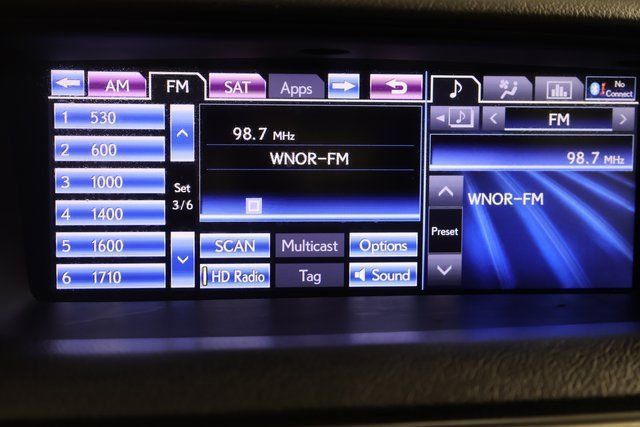 AM FM SAT Apps
No Connect
1 530
2 600
3 1000
4 1400
5 1600
6 1710
Set
3/6
98.7 MHz
WNOR-FM
SCAN Multicast Options
HD Radio Tag Sound
FM
98.7 MHz
WNOR-FM
Preset